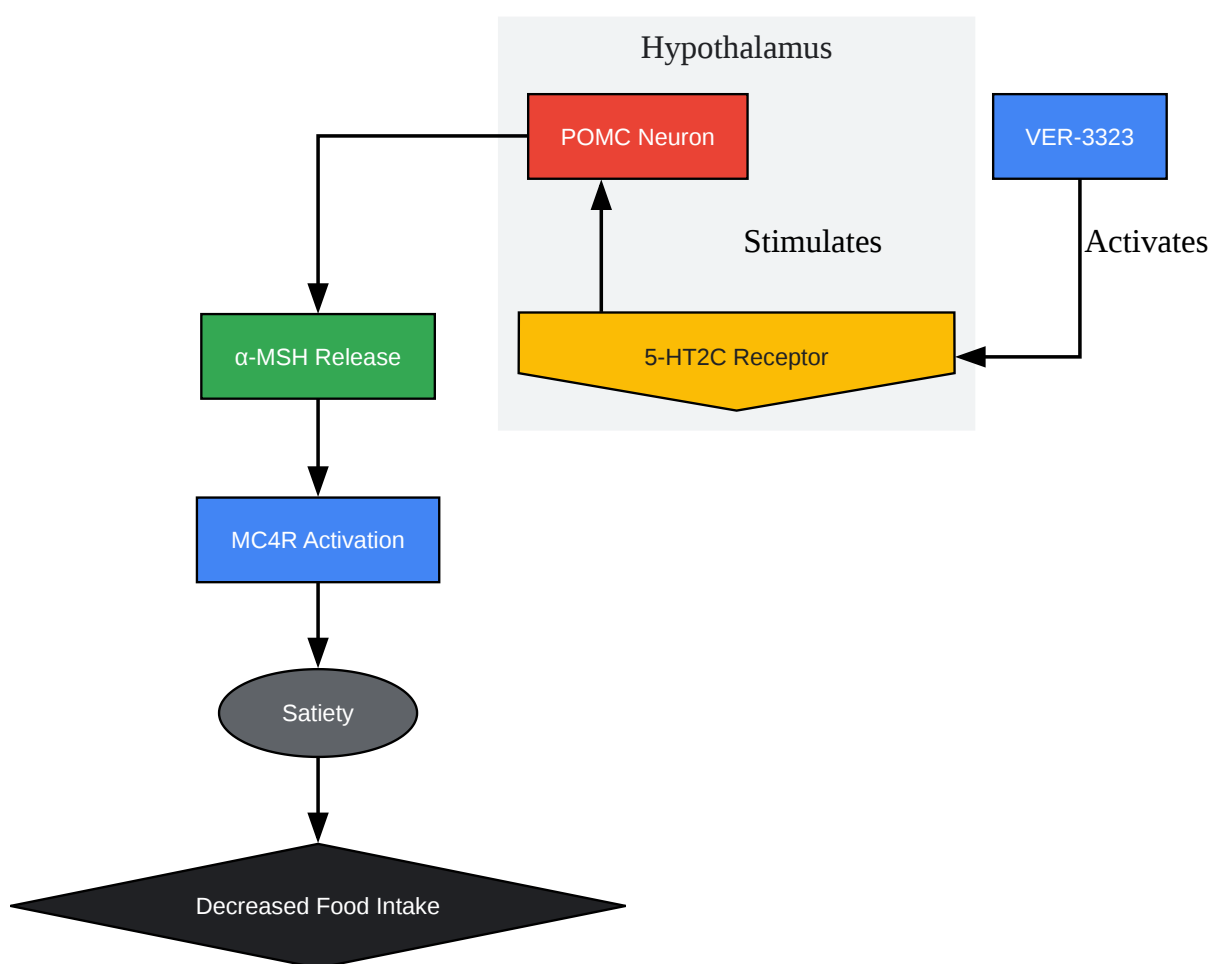 Hypothalamus
POMC Neuron
VER-3323
Stimulates
Activates
α-MSH Release
5-HT2C Receptor
MC4R Activation
Satiety
Decreased Food Intake